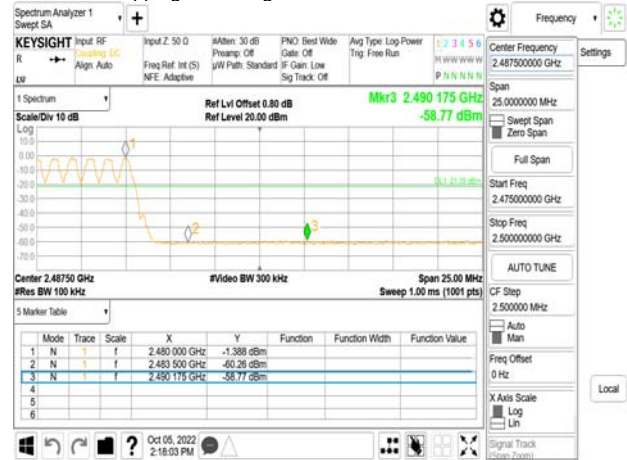 Spectrum Analyzer 1
Swept SA
+
Frequency
KEYSIGHT
R
Input: RF
Coupling: DC
Align: Auto
Input Z: 50 Ω
Freq Ref: Int (S)
NFE: Adaptive
#Atten: 30 dB
Preamp: Off
µW Path: Standard
PNO: Best Wide
Gate: Off
IF Gain: Low
Sig Track: Off
Avg Type: Log-Power
Trig: Free Run
1 2 3 4 5 6
M W W W W W
P N N N N N
1 Spectrum
Scale/Div 10 dB
Log
Ref Lvl Offset 0.80 dB
Ref Level 20.00 dBm
Mkr3 2.490 175 GHz
-58.77 dBm
10.0
0.00
-10.0
-20.0
-30.0
-40.0
-50.0
-60.0
-70.0
1
2
3
Center 2.48750 GHz
#Res BW 100 kHz
#Video BW 300 kHz
Span 25.00 MHz
Sweep 1.00 ms (1001 pts)
5 Marker Table
Mode Trace Scale X Y Function Function Width Function Value
1 N 1 f 2.480 000 GHz -1.388 dBm
2 N 1 f 2.483 500 GHz -60.26 dBm
3 N 1 f 2.490 175 GHz -58.77 dBm
4
5
6
Oct 05, 2022
2:18:03 PM
Center Frequency
2.487500000 GHz
Settings
Span
25.0000000 MHz
Swept Span
Zero Span
Full Span
Start Freq
2.475000000 GHz
Stop Freq
2.500000000 GHz
AUTO TUNE
CF Step
2.500000 MHz
Auto
Man
Freq Offset
0 Hz
X Axis Scale
Log
Lin
Local
Signal Track
(Span Zoom)